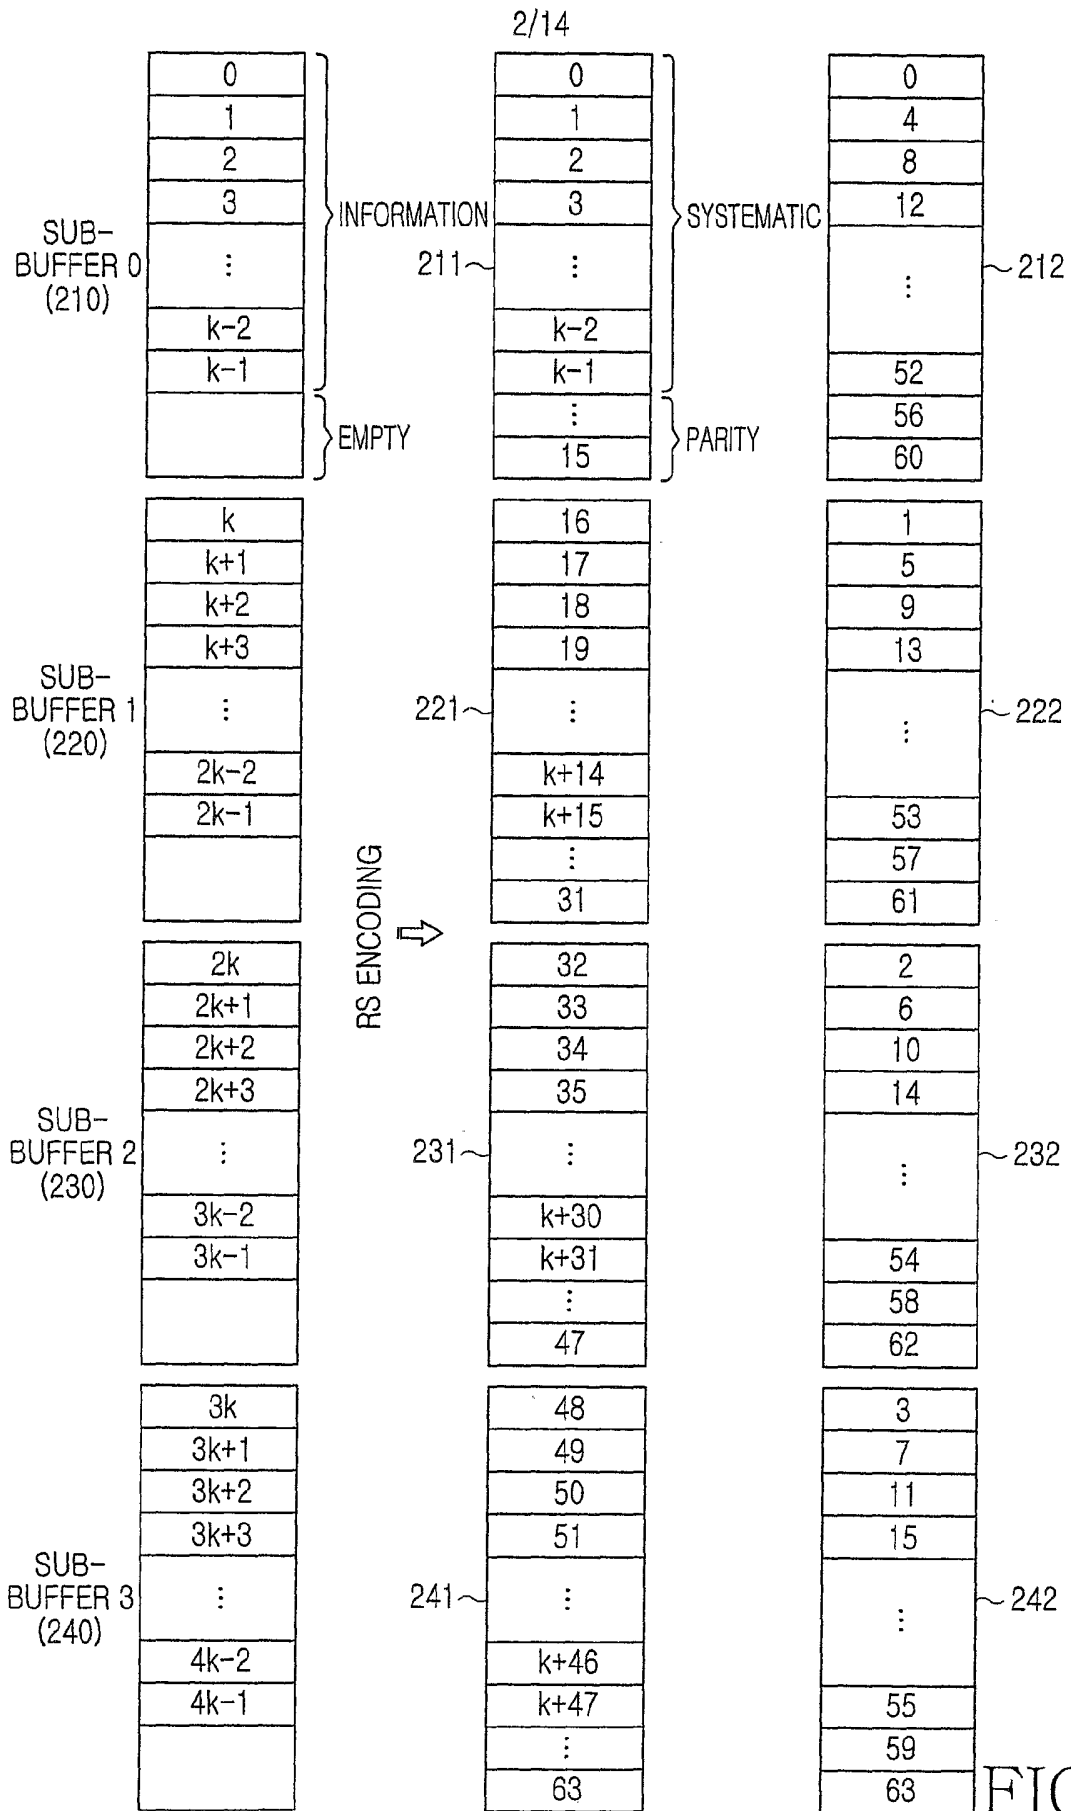 2/14
SUB-
BUFFER 0
(210)
0
1
2
3
⋮
k-2
k-1
INFORMATION
EMPTY
211
0
1
2
3
⋮
k-2
k-1
⋮
15
SYSTEMATIC
PARITY
0
4
8
12
⋮
52
56
60
212
SUB-
BUFFER 1
(220)
k
k+1
k+2
k+3
⋮
2k-2
2k-1
221
16
17
18
19
⋮
k+14
k+15
⋮
31
1
5
9
13
⋮
53
57
61
222
RS ENCODING
SUB-
BUFFER 2
(230)
2k
2k+1
2k+2
2k+3
⋮
3k-2
3k-1
231
32
33
34
35
⋮
k+30
k+31
⋮
47
2
6
10
14
⋮
54
58
62
232
SUB-
BUFFER 3
(240)
3k
3k+1
3k+2
3k+3
⋮
4k-2
4k-1
241
48
49
50
51
⋮
k+46
k+47
⋮
63
3
7
11
15
⋮
55
59
63
242